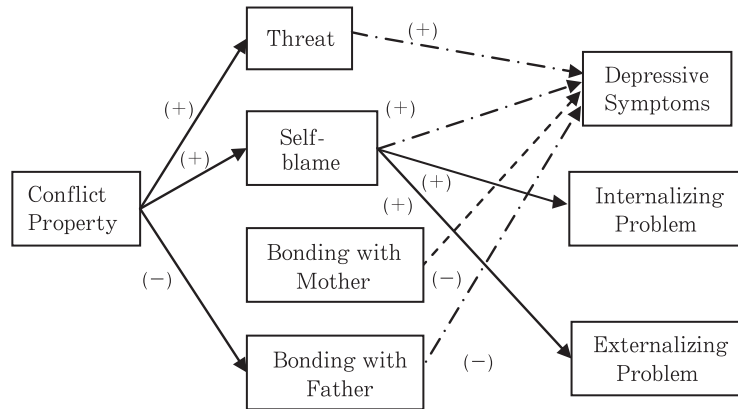 Threat
(+)
Depressive
Symptoms
(+)
Self-
blame
(+)
(+)
Conflict
Property
(+)
(+)
Internalizing
Problem
Bonding with
Mother
(−)
(−)
Bonding with
Father
(−)
Externalizing
Problem